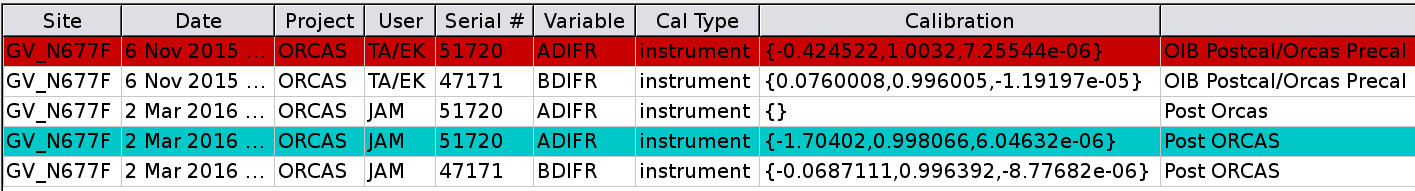 Site Date Project User Serial # Variable Cal Type Calibration
GV_N677F 6 Nov 2015 ... ORCAS TA/EK 51720 ADIFR instrument {-0.424522,1.0032,7.25544e-06} OIB Postcal/Orcas Precal
GV_N677F 6 Nov 2015 ... ORCAS TA/EK 47171 BDIFR instrument {0.0760008,0.996005,-1.19197e-05} OIB Postcal/Orcas Precal
GV_N677F 2 Mar 2016 ... ORCAS JAM 51720 ADIFR instrument {} Post Orcas
GV_N677F 2 Mar 2016 ... ORCAS JAM 51720 ADIFR instrument {-1.70402,0.998066,6.04632e-06} Post ORCAS
GV_N677F 2 Mar 2016 ... ORCAS JAM 47171 BDIFR instrument {-0.0687111,0.996392,-8.77682e-06} Post ORCAS